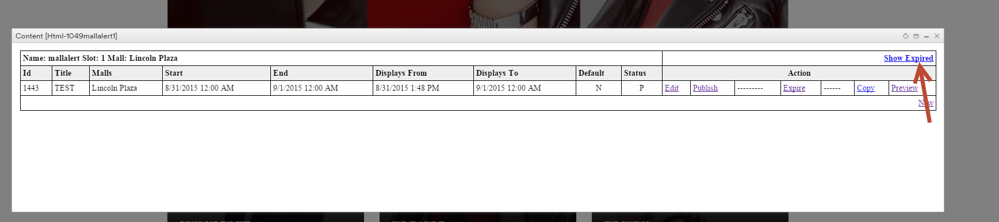 Content [Html-1049mallalert1]
Name: mallalert Slot: 1 Mall: Lincoln Plaza Show Expired
Id Title Malls Start End Displays From Displays To Default Status Action
1443 TEST Lincoln Plaza 8/31/2015 12:00 AM 9/1/2015 12:00 AM 8/31/2015 1:48 PM 9/1/2015 12:00 AM N P Edit Publish --------- Expire ------ Copy Preview
New